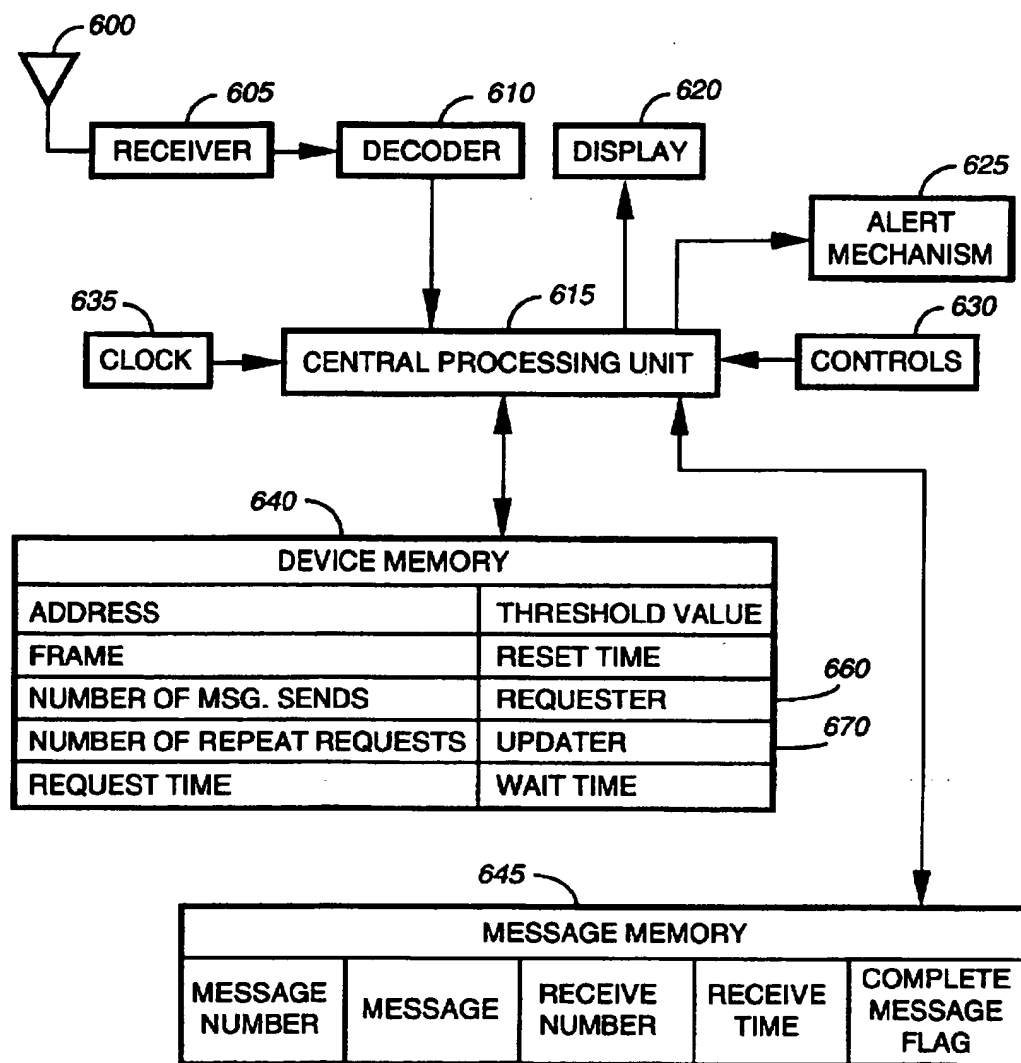 600
605
610
620
RECEIVER
DECODER
DISPLAY
625
ALERT
MECHANISM
635
615
630
CLOCK
CENTRAL PROCESSING UNIT
CONTROLS
640
DEVICE MEMORY
ADDRESS
THRESHOLD VALUE
FRAME
RESET TIME
660
NUMBER OF MSG. SENDS
REQUESTER
670
NUMBER OF REPEAT REQUESTS
UPDATER
REQUEST TIME
WAIT TIME
645
MESSAGE MEMORY
MESSAGE
NUMBER
MESSAGE
RECEIVE
NUMBER
RECEIVE
TIME
COMPLETE
MESSAGE
FLAG